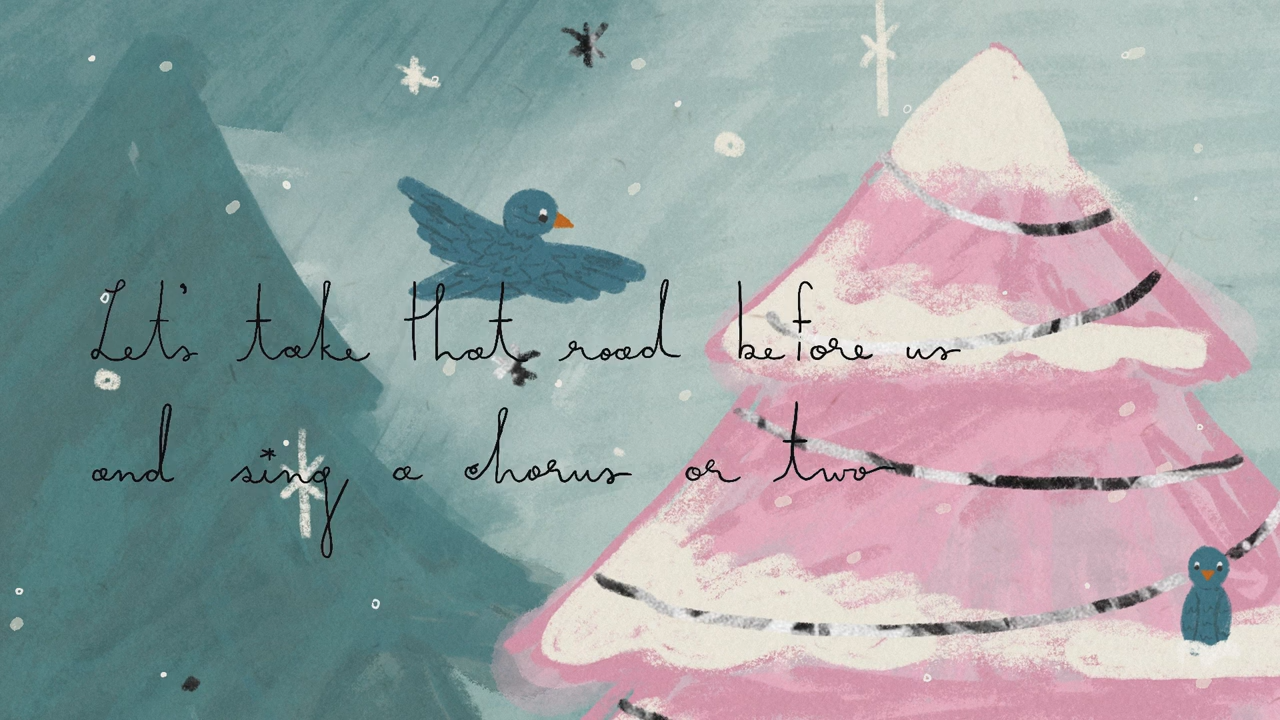 Let's take that road before us
and sing a chorus or two